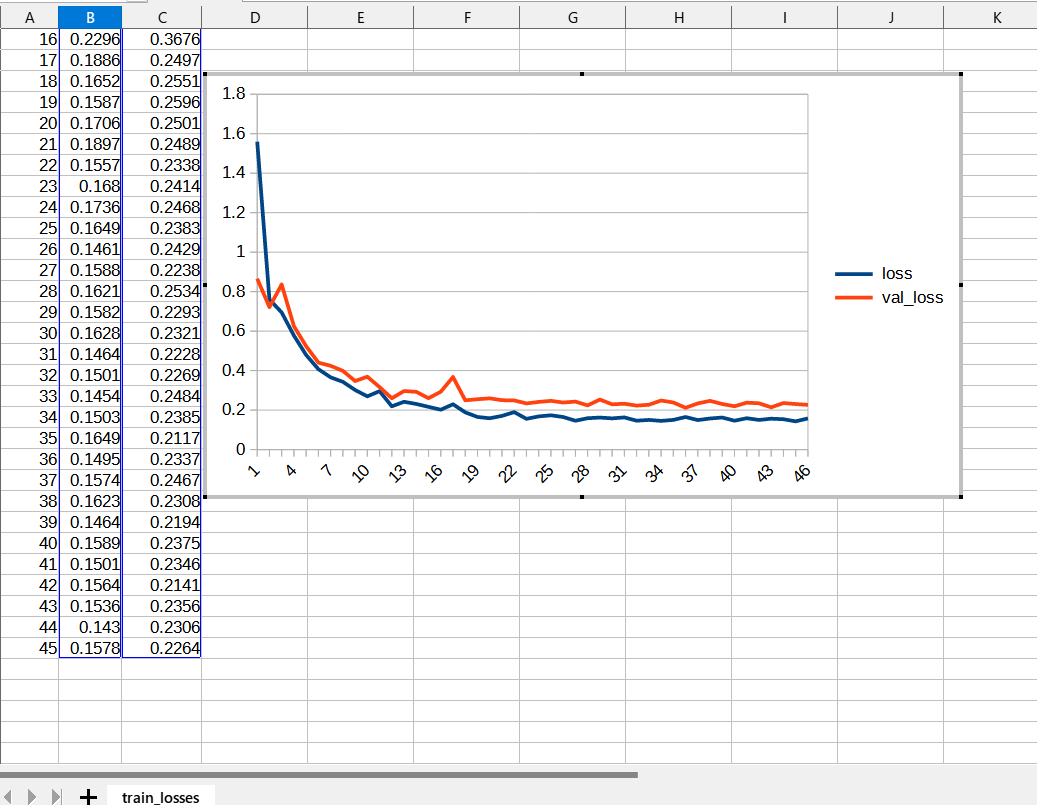 A B C D E F G H I J K
16 0.2296 0.3676
17 0.1886 0.2497
18 0.1652 0.2551
19 0.1587 0.2596
20 0.1706 0.2501
21 0.1897 0.2489
22 0.1557 0.2338
23 0.168 0.2414
24 0.1736 0.2468
25 0.1649 0.2383
26 0.1461 0.2429
27 0.1588 0.2238
28 0.1621 0.2534
29 0.1582 0.2293
30 0.1628 0.2321
31 0.1464 0.2228
32 0.1501 0.2269
33 0.1454 0.2484
34 0.1503 0.2385
35 0.1649 0.2117
36 0.1495 0.2337
37 0.1574 0.2467
38 0.1623 0.2308
39 0.1464 0.2194
40 0.1589 0.2375
41 0.1501 0.2346
42 0.1564 0.2141
43 0.1536 0.2356
44 0.143 0.2306
45 0.1578 0.2264
1.8
1.6
1.4
1.2
1
0.8
0.6
0.4
0.2
0
1 4 7 10 13 16 19 22 25 28 31 34 37 40 43 46
loss
val_loss
train_losses